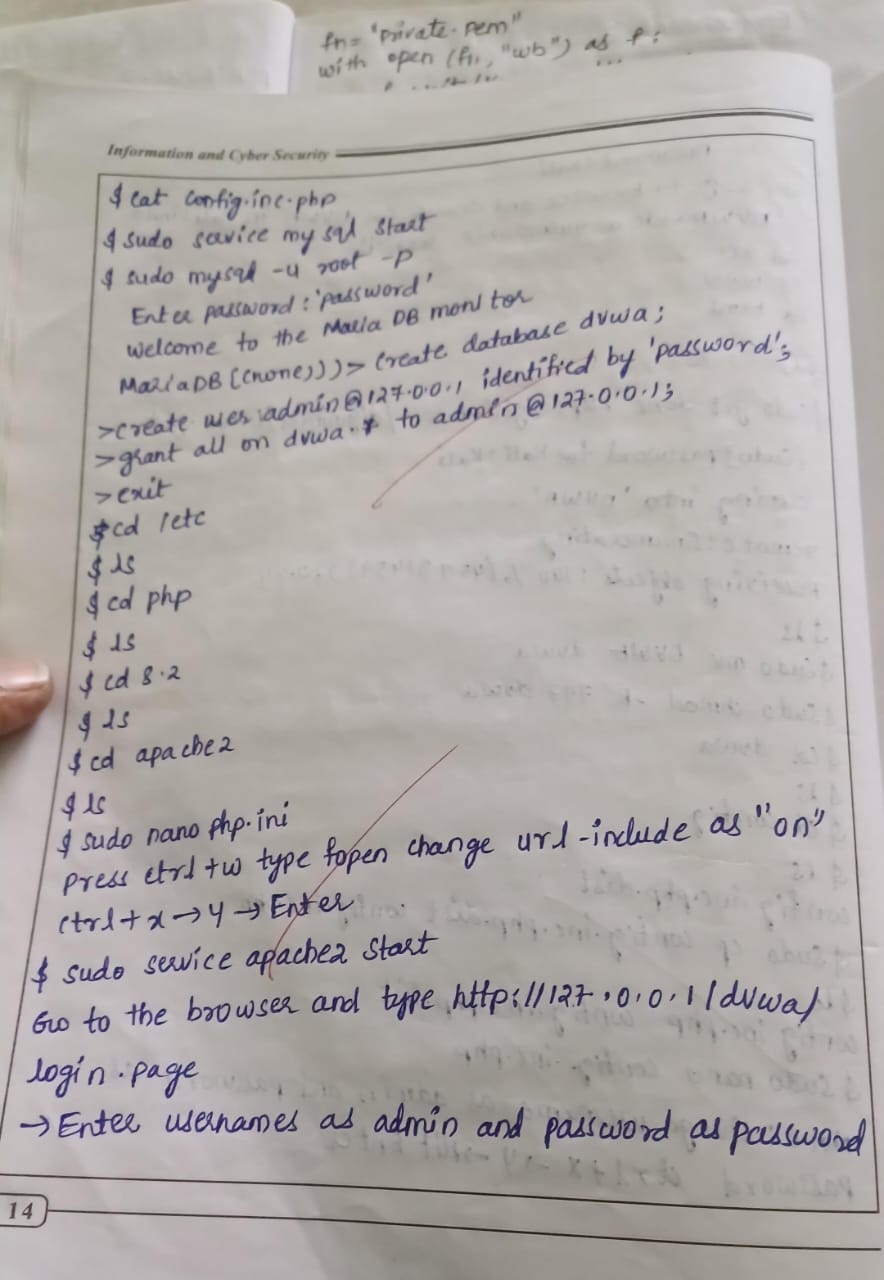 fn= "private.pem"
with open (fn, "wb") as f:
Information and Cyber Security
$ cat config.inc.php
$ sudo service my sql start
$ sudo mysql -u root -p
Enter password : 'password'
Welcome to the Maria DB monitor
MariaDB [(none)]> Create database dvwa ;
>create user admin@127.0.0.1 identified by 'password';
>grant all on dvwa.* to admin@127.0.0.1;
>exit
$cd /etc
$ ls
$ cd php
$ ls
$ cd 8.2
$ ls
$ cd apache2
$ ls
$ sudo nano php.ini
press ctrl +w type fopen change url-include as "on"
ctrl+x→y→Enter
$ sudo service apache2 start
Go to the browser and type http://127.0.0.1/dvwa/
login.page
→Enter usernames as admin and password as password
14